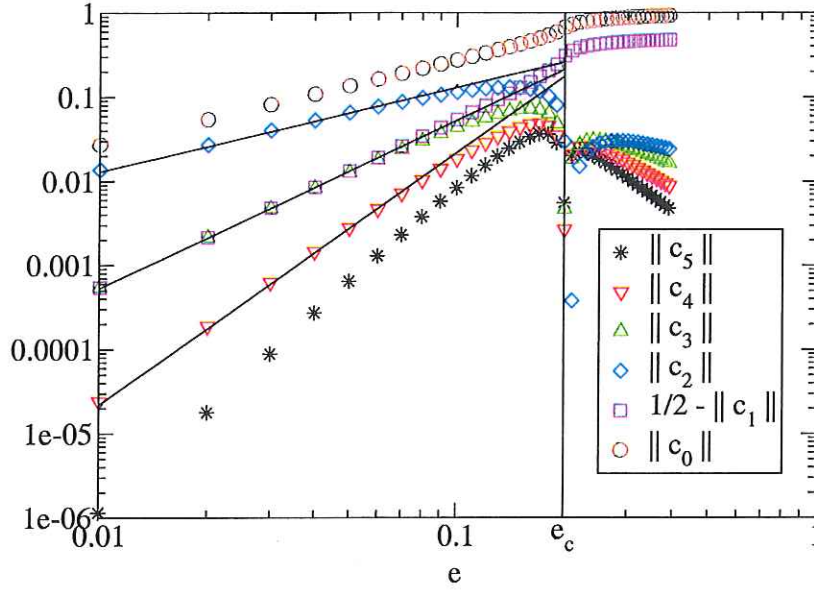 1
0.1
0.01
0.001
0.0001
1e-05
1e-06
0.01
0.1
e_c
1
e
|| c_5 ||
|| c_4 ||
|| c_3 ||
|| c_2 ||
1/2 - || c_1 ||
|| c_0 ||